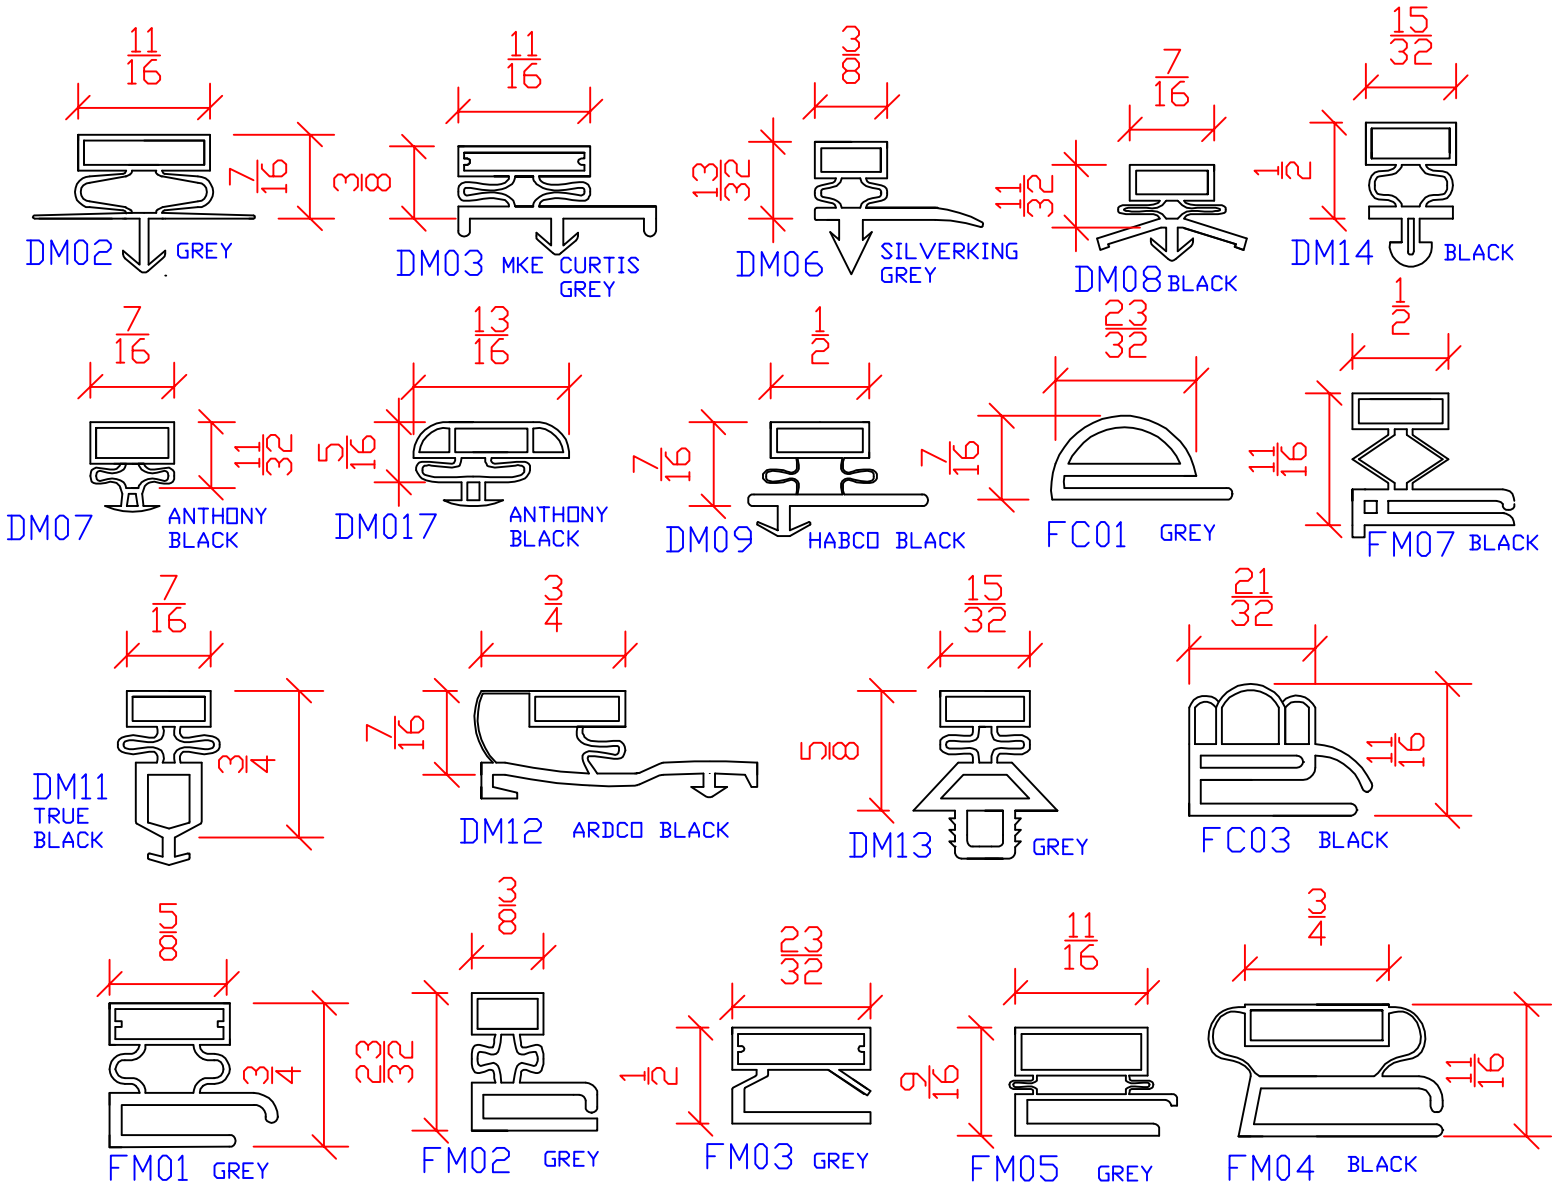 11/16
7/16
DM02 GREY
11/16
3/8
DM03 MKE CURTIS
GREY
3/8
13/32
DM06 SILVERKING
GREY
7/16
11/32
DM08 BLACK
15/32
1/2
DM14 BLACK
7/16
11/32
DM07 ANTHONY
BLACK
13/16
5/16
DM017 ANTHONY
BLACK
1/2
7/16
DM09 HABCO BLACK
23/32
7/16
FC01 GREY
1/2
11/16
FM07 BLACK
7/16
3/4
DM11
TRUE
BLACK
3/4
7/16
DM12 ARDCO BLACK
15/32
5/8
DM13 GREY
21/32
11/16
FC03 BLACK
5/8
3/4
FM01 GREY
3/8
23/32
FM02 GREY
23/32
1/2
FM03 GREY
11/16
9/16
FM05 GREY
3/4
11/16
FM04 BLACK